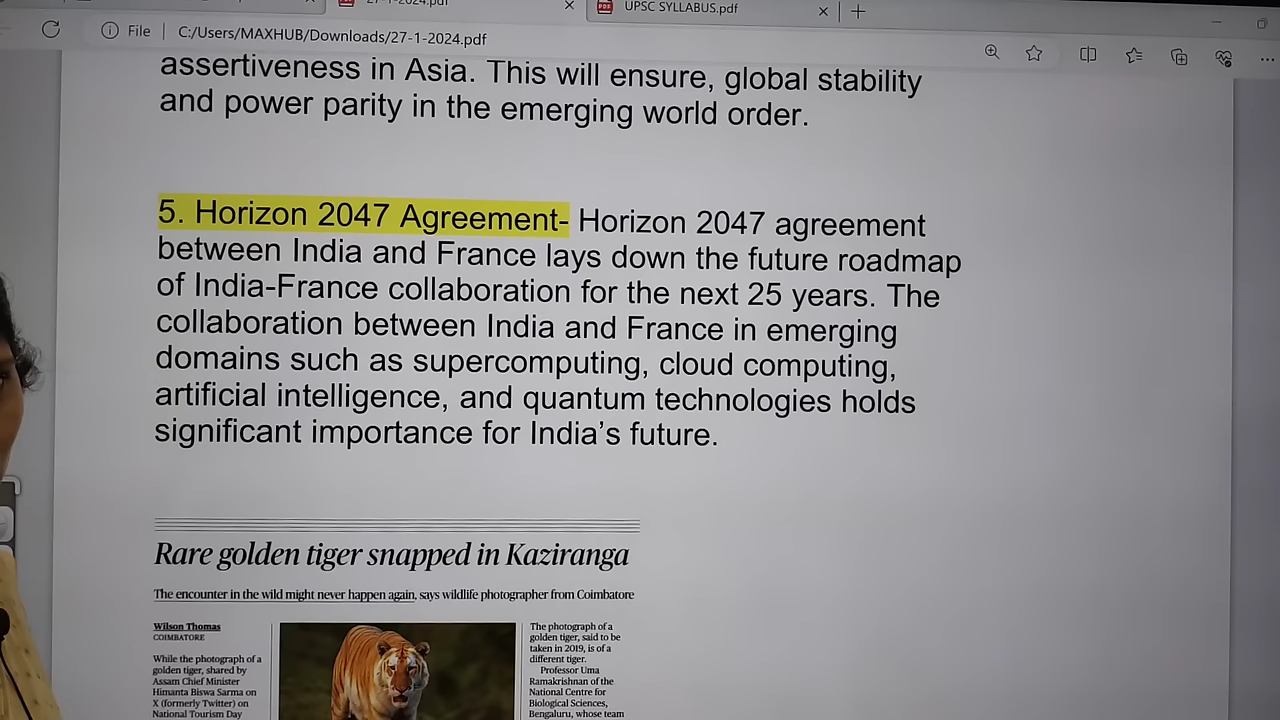 27-1-2024.pdf
UPSC SYLLABUS.pdf
File
C:/Users/MAXHUB/Downloads/27-1-2024.pdf
assertiveness in Asia. This will ensure, global stability
and power parity in the emerging world order.
5. Horizon 2047 Agreement- Horizon 2047 agreement
between India and France lays down the future roadmap
of India-France collaboration for the next 25 years. The
collaboration between India and France in emerging
domains such as supercomputing, cloud computing,
artificial intelligence, and quantum technologies holds
significant importance for India’s future.
Rare golden tiger snapped in Kaziranga
The encounter in the wild might never happen again, says wildlife photographer from Coimbatore
Wilson Thomas
COIMBATORE
While the photograph of a
golden tiger, shared by
Assam Chief Minister
Himanta Biswa Sarma on
X (formerly Twitter) on
National Tourism Day
The photograph of a
golden tiger, said to be
taken in 2019, is of a
different tiger.
Professor Uma
Ramakrishnan of the
National Centre for
Biological Sciences,
Bengaluru, whose team